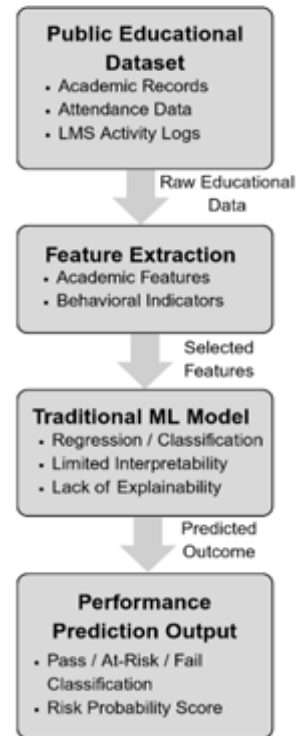 Public Educational
Dataset
• Academic Records
• Attendance Data
• LMS Activity Logs
Raw Educational
Data
Feature Extraction
• Academic Features
• Behavioral Indicators
Selected
Features
Traditional ML Model
• Regression / Classification
• Limited Interpretability
• Lack of Explainability
Predicted
Outcome
Performance
Prediction Output
• Pass / At-Risk / Fail
Classification
• Risk Probability Score